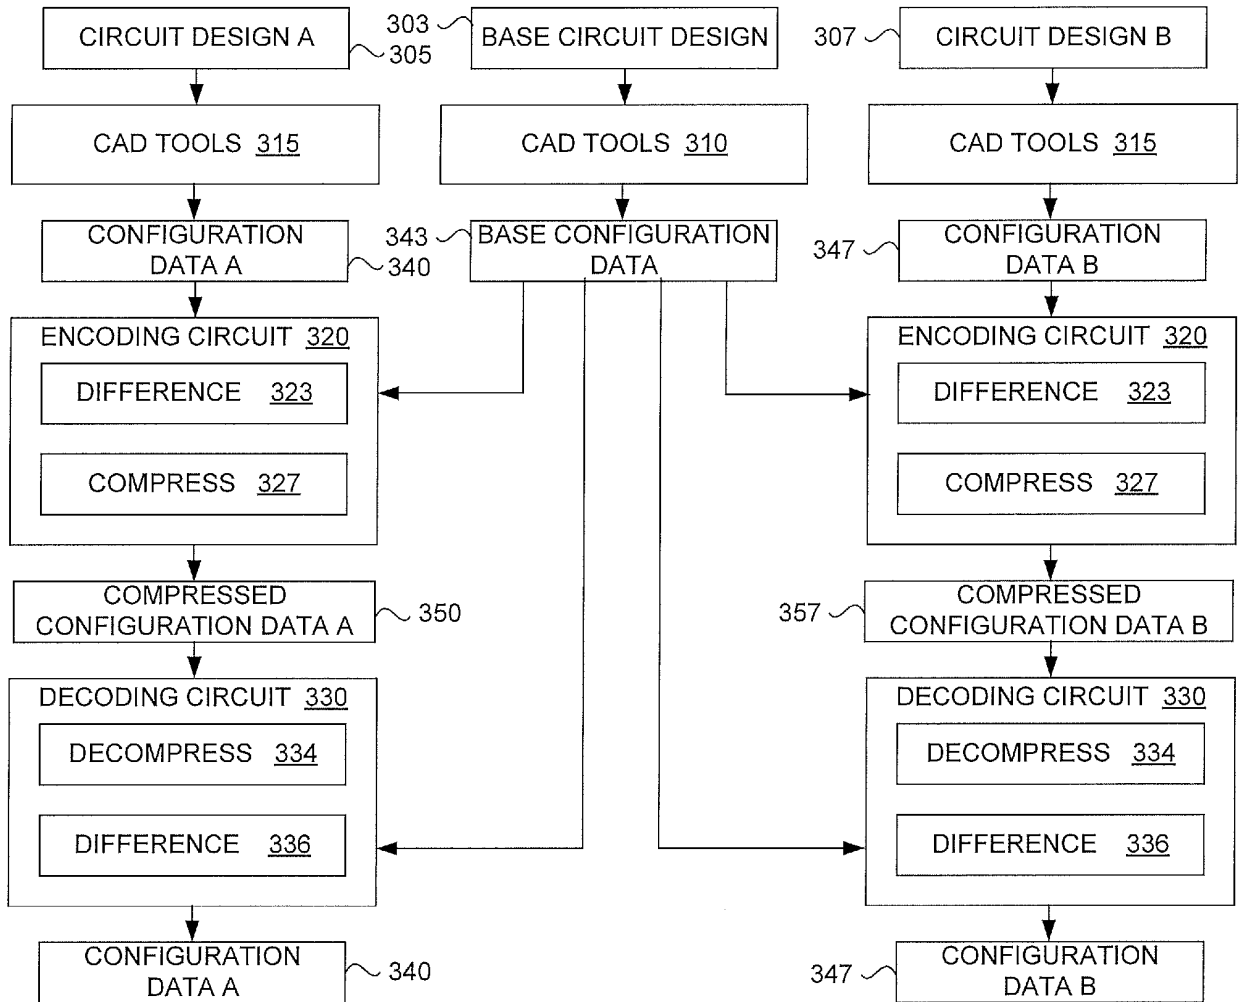 CIRCUIT DESIGN A
305
303
BASE CIRCUIT DESIGN
307
CIRCUIT DESIGN B
CAD TOOLS 315
CAD TOOLS 310
CAD TOOLS 315
CONFIGURATION
DATA A
340
343
BASE CONFIGURATION
DATA
347
CONFIGURATION
DATA B
ENCODING CIRCUIT 320
DIFFERENCE 323
COMPRESS 327
ENCODING CIRCUIT 320
DIFFERENCE 323
COMPRESS 327
COMPRESSED
CONFIGURATION DATA A
350
357
COMPRESSED
CONFIGURATION DATA B
DECODING CIRCUIT 330
DECOMPRESS 334
DIFFERENCE 336
DECODING CIRCUIT 330
DECOMPRESS 334
DIFFERENCE 336
CONFIGURATION
DATA A
340
347
CONFIGURATION
DATA B